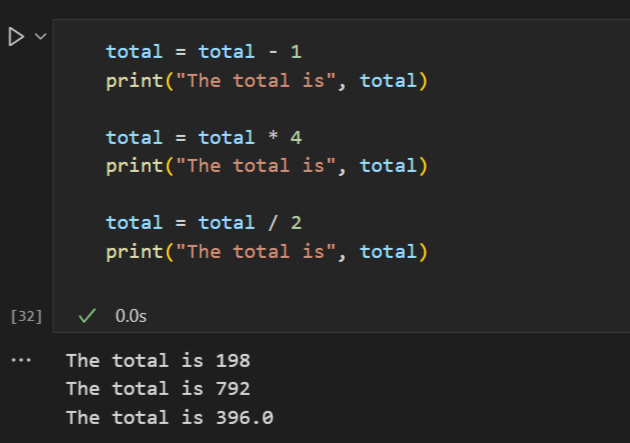 total = total - 1
print("The total is", total)
total = total * 4
print("The total is", total)
total = total / 2
print("The total is", total)
[32]
0.0s
The total is 198
The total is 792
The total is 396.0